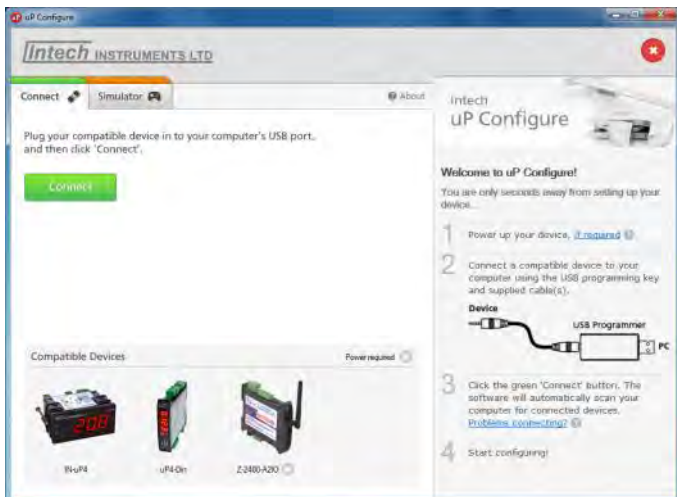 uP Configure
Intech INSTRUMENTS LTD
Connect
Simulator
About
Plug your compatible device in to your computer's USB port,
and then click 'Connect'.
Connect
Compatible Devices
Power required
208
IN-uP4
uP4-Din
Z-2400-A2IO
Intech
uP Configure
Welcome to uP Configure!
You are only seconds away from setting up your
device...
1 Power up your device, if required
2 Connect a compatible device to your
computer using the USB programming key
and supplied cable(s).
Device
USB Programmer
PC
3 Click the green 'Connect' button. The
software will automatically scan your
computer for connected devices.
Problems connecting?
4 Start configuring!